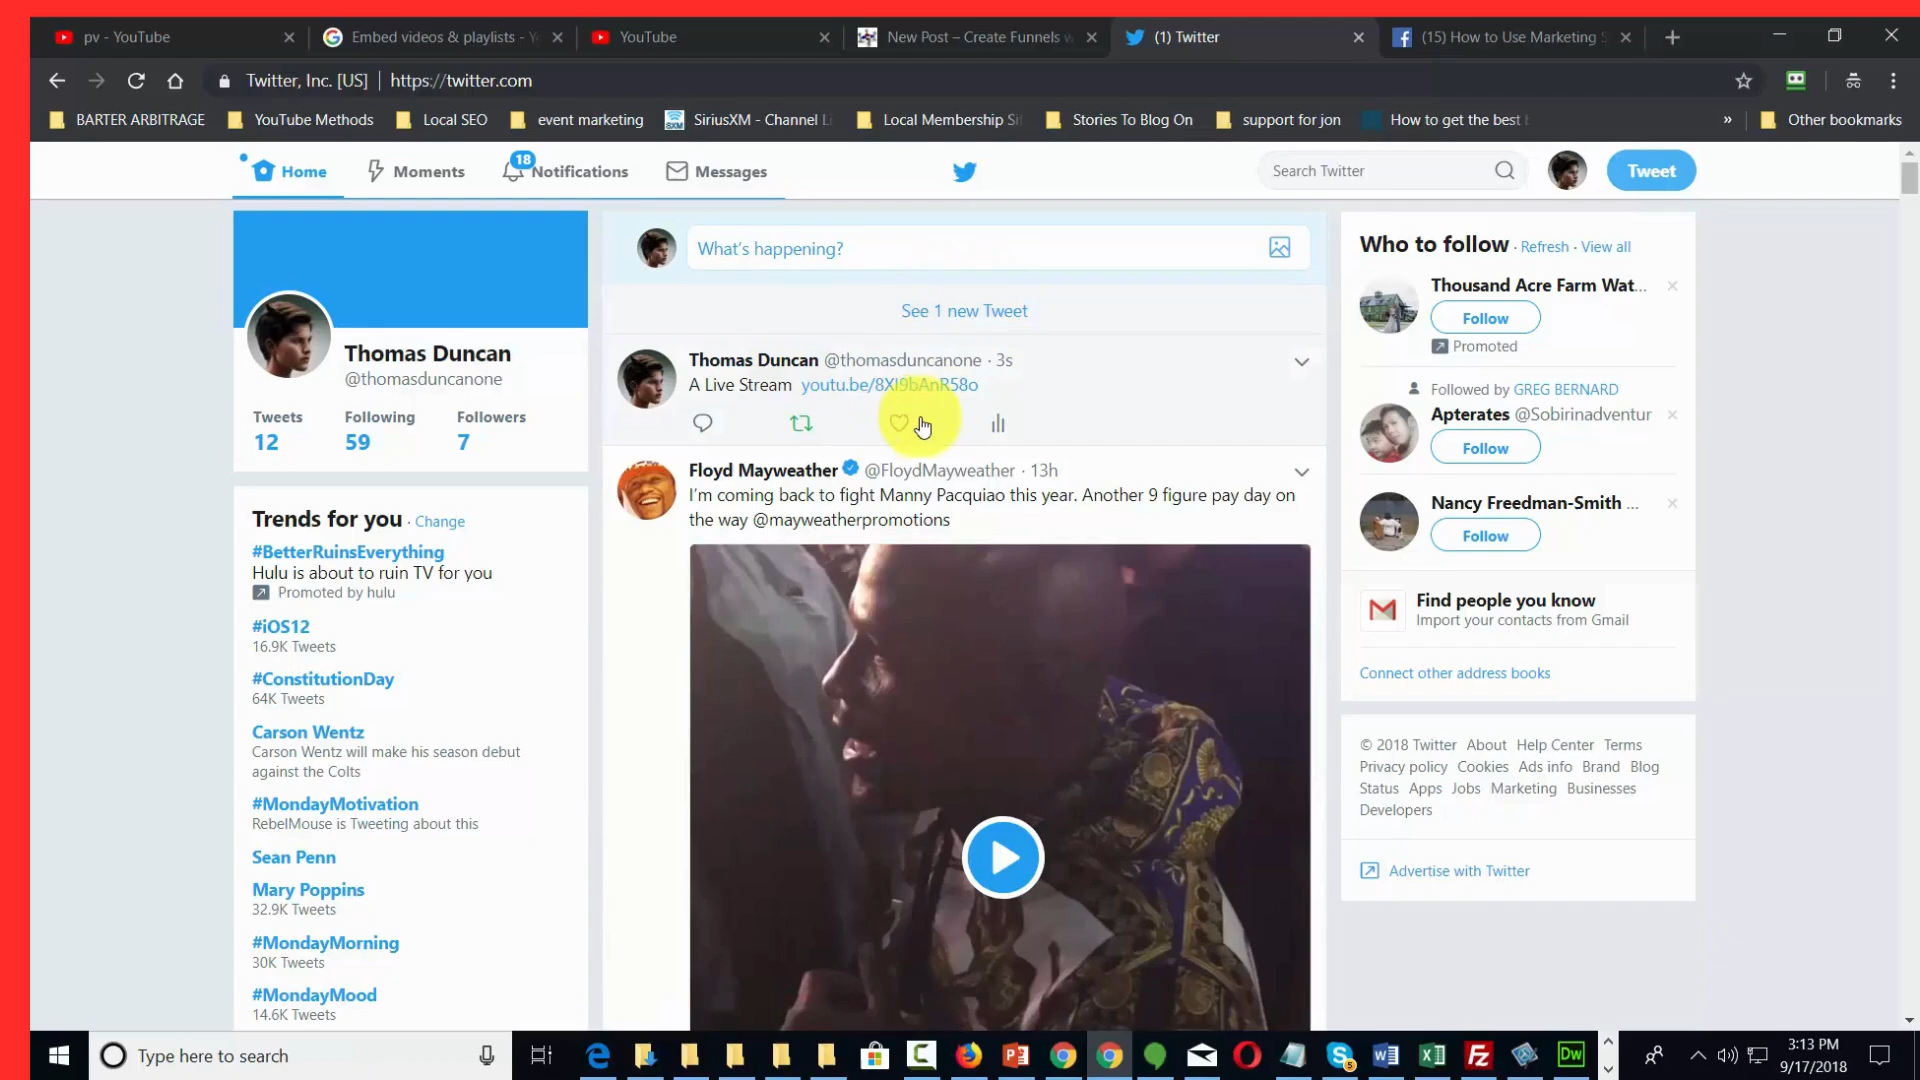 pv - YouTube
Embed videos & playlists - Yo
YouTube
New Post – Create Funnels w
(1) Twitter
(15) How to Use Marketing S
Twitter, Inc. [US] | https://twitter.com
BARTER ARBITRAGE
YouTube Methods
Local SEO
event marketing
SiriusXM - Channel Li
Local Membership Si
Stories To Blog On
support for jon
How to get the best b
»
Other bookmarks
Home
Moments
18
Notifications
Messages
Search Twitter
Tweet
Thomas Duncan
@thomasduncanone
Tweets Following Followers
12 59 7
Trends for you · Change
#BetterRuinsEverything
Hulu is about to ruin TV for you
Promoted by hulu
#iOS12
16.9K Tweets
#ConstitutionDay
64K Tweets
Carson Wentz
Carson Wentz will make his season debut
against the Colts
#MondayMotivation
RebelMouse is Tweeting about this
Sean Penn
Mary Poppins
32.9K Tweets
#MondayMorning
30K Tweets
#MondayMood
14.6K Tweets
What's happening?
See 1 new Tweet
Thomas Duncan @thomasduncanone · 3s
A Live Stream youtu.be/8XI9bAnR58o
Floyd Mayweather @FloydMayweather · 13h
I'm coming back to fight Manny Pacquiao this year. Another 9 figure pay day on
the way @mayweatherpromotions
Who to follow · Refresh · View all
Thousand Acre Farm Wat...
Follow
Promoted
Followed by GREG BERNARD
Apterates @Sobirinadventur
Follow
Nancy Freedman-Smith ...
Follow
Find people you know
Import your contacts from Gmail
Connect other address books
© 2018 Twitter About Help Center Terms
Privacy policy Cookies Ads info Brand Blog
Status Apps Jobs Marketing Businesses
Developers
Advertise with Twitter
Type here to search
3:13 PM
9/17/2018